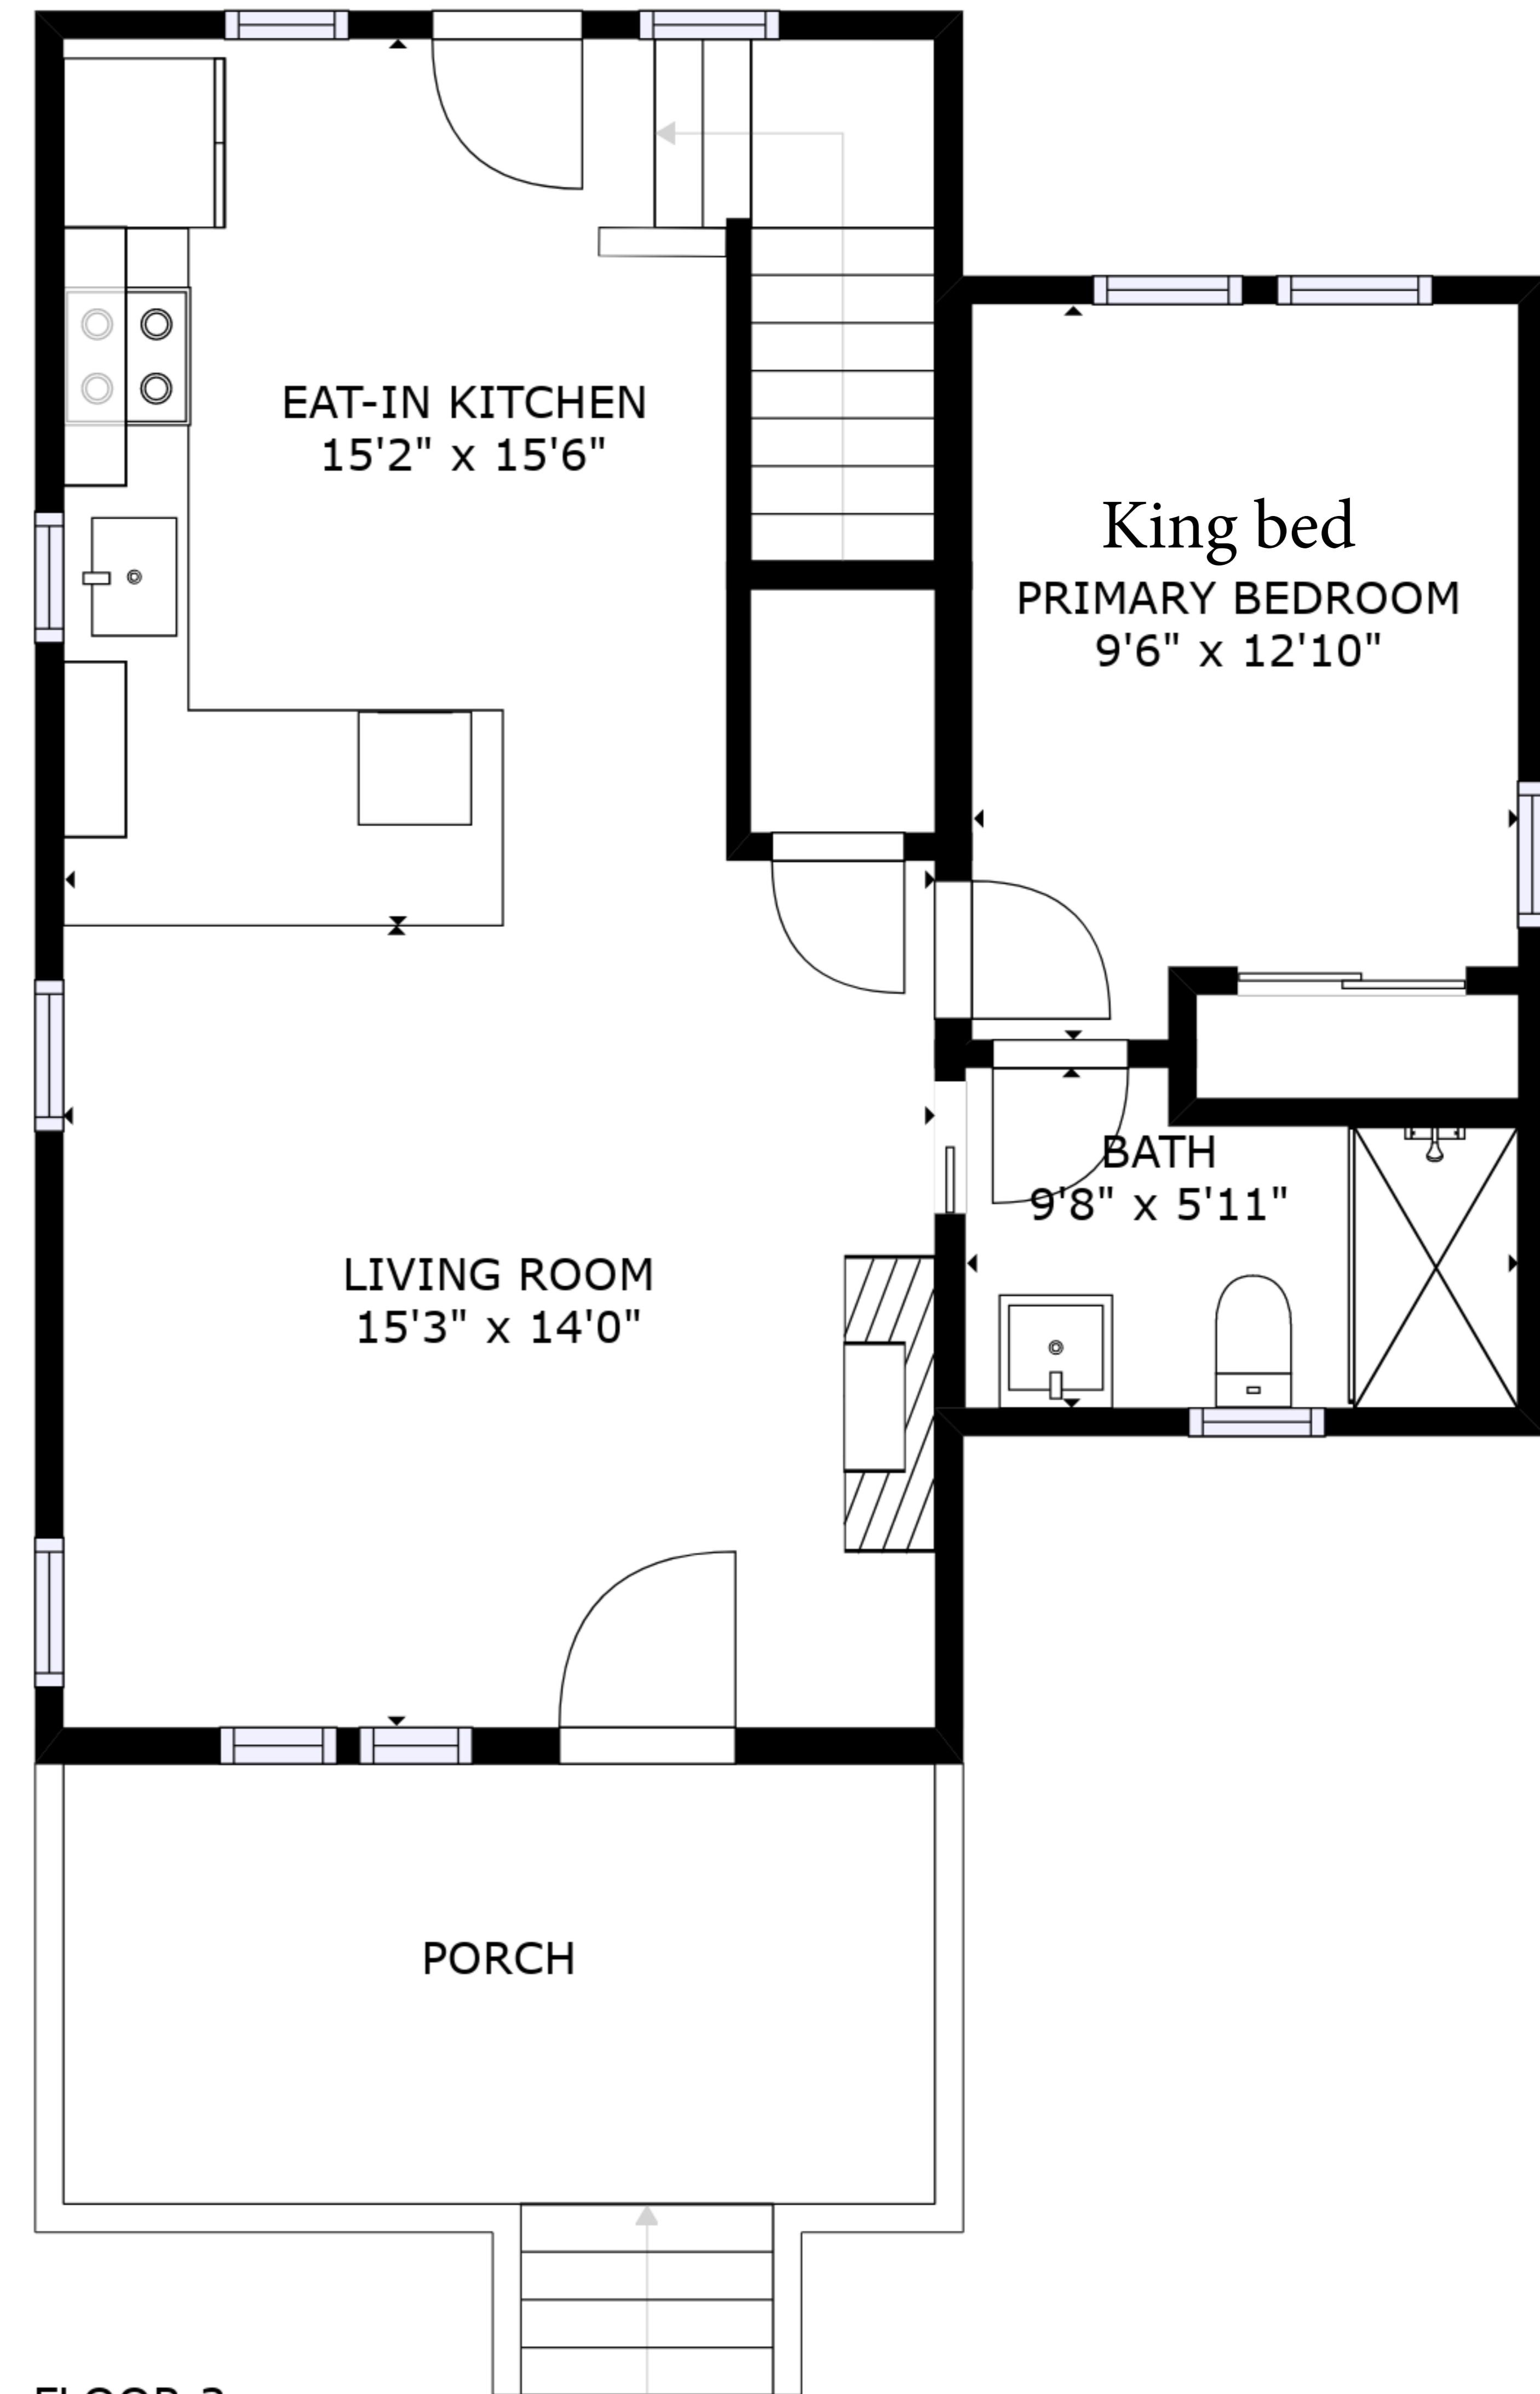 EAT-IN KITCHEN
15'2" x 15'6"
King bed
PRIMARY BEDROOM
9'6" x 12'10"
BATH
9'8" x 5'11"
LIVING ROOM
15'3" x 14'0"
PORCH